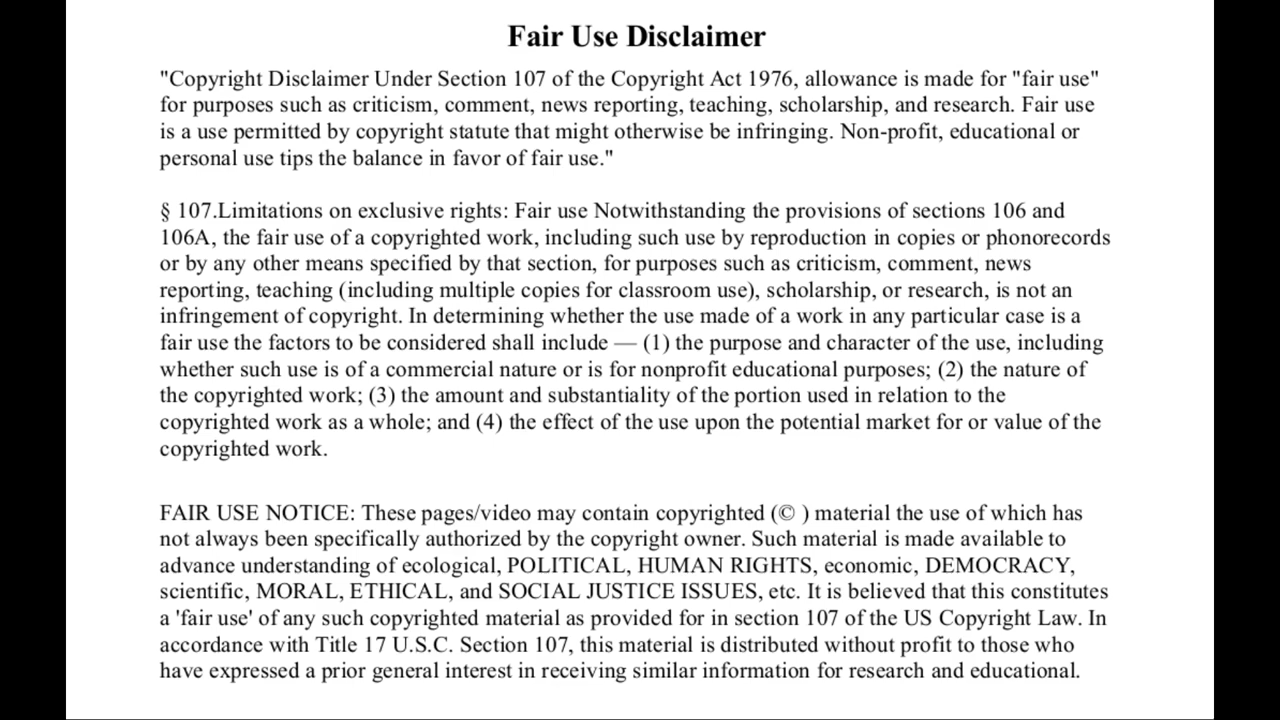 Fair Use Disclaimer
"Copyright Disclaimer Under Section 107 of the Copyright Act 1976, allowance is made for "fair use"
for purposes such as criticism, comment, news reporting, teaching, scholarship, and research. Fair use
is a use permitted by copyright statute that might otherwise be infringing. Non-profit, educational or
personal use tips the balance in favor of fair use."
§ 107.Limitations on exclusive rights: Fair use Notwithstanding the provisions of sections 106 and
106A, the fair use of a copyrighted work, including such use by reproduction in copies or phonorecords
or by any other means specified by that section, for purposes such as criticism, comment, news
reporting, teaching (including multiple copies for classroom use), scholarship, or research, is not an
infringement of copyright. In determining whether the use made of a work in any particular case is a
fair use the factors to be considered shall include — (1) the purpose and character of the use, including
whether such use is of a commercial nature or is for nonprofit educational purposes; (2) the nature of
the copyrighted work; (3) the amount and substantiality of the portion used in relation to the
copyrighted work as a whole; and (4) the effect of the use upon the potential market for or value of the
copyrighted work.
FAIR USE NOTICE: These pages/video may contain copyrighted (© ) material the use of which has
not always been specifically authorized by the copyright owner. Such material is made available to
advance understanding of ecological, POLITICAL, HUMAN RIGHTS, economic, DEMOCRACY,
scientific, MORAL, ETHICAL, and SOCIAL JUSTICE ISSUES, etc. It is believed that this constitutes
a 'fair use' of any such copyrighted material as provided for in section 107 of the US Copyright Law. In
accordance with Title 17 U.S.C. Section 107, this material is distributed without profit to those who
have expressed a prior general interest in receiving similar information for research and educational.